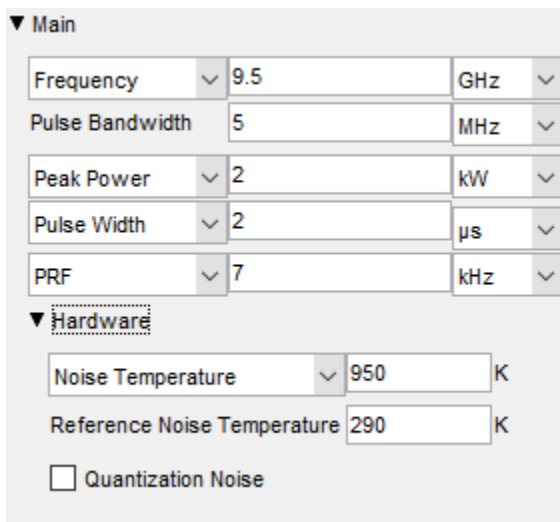 Main
Frequency 9.5 GHz
Pulse Bandwidth 5 MHz
Peak Power 2 kW
Pulse Width 2 µs
PRF 7 kHz
Hardware
Noise Temperature 950 K
Reference Noise Temperature 290 K
Quantization Noise